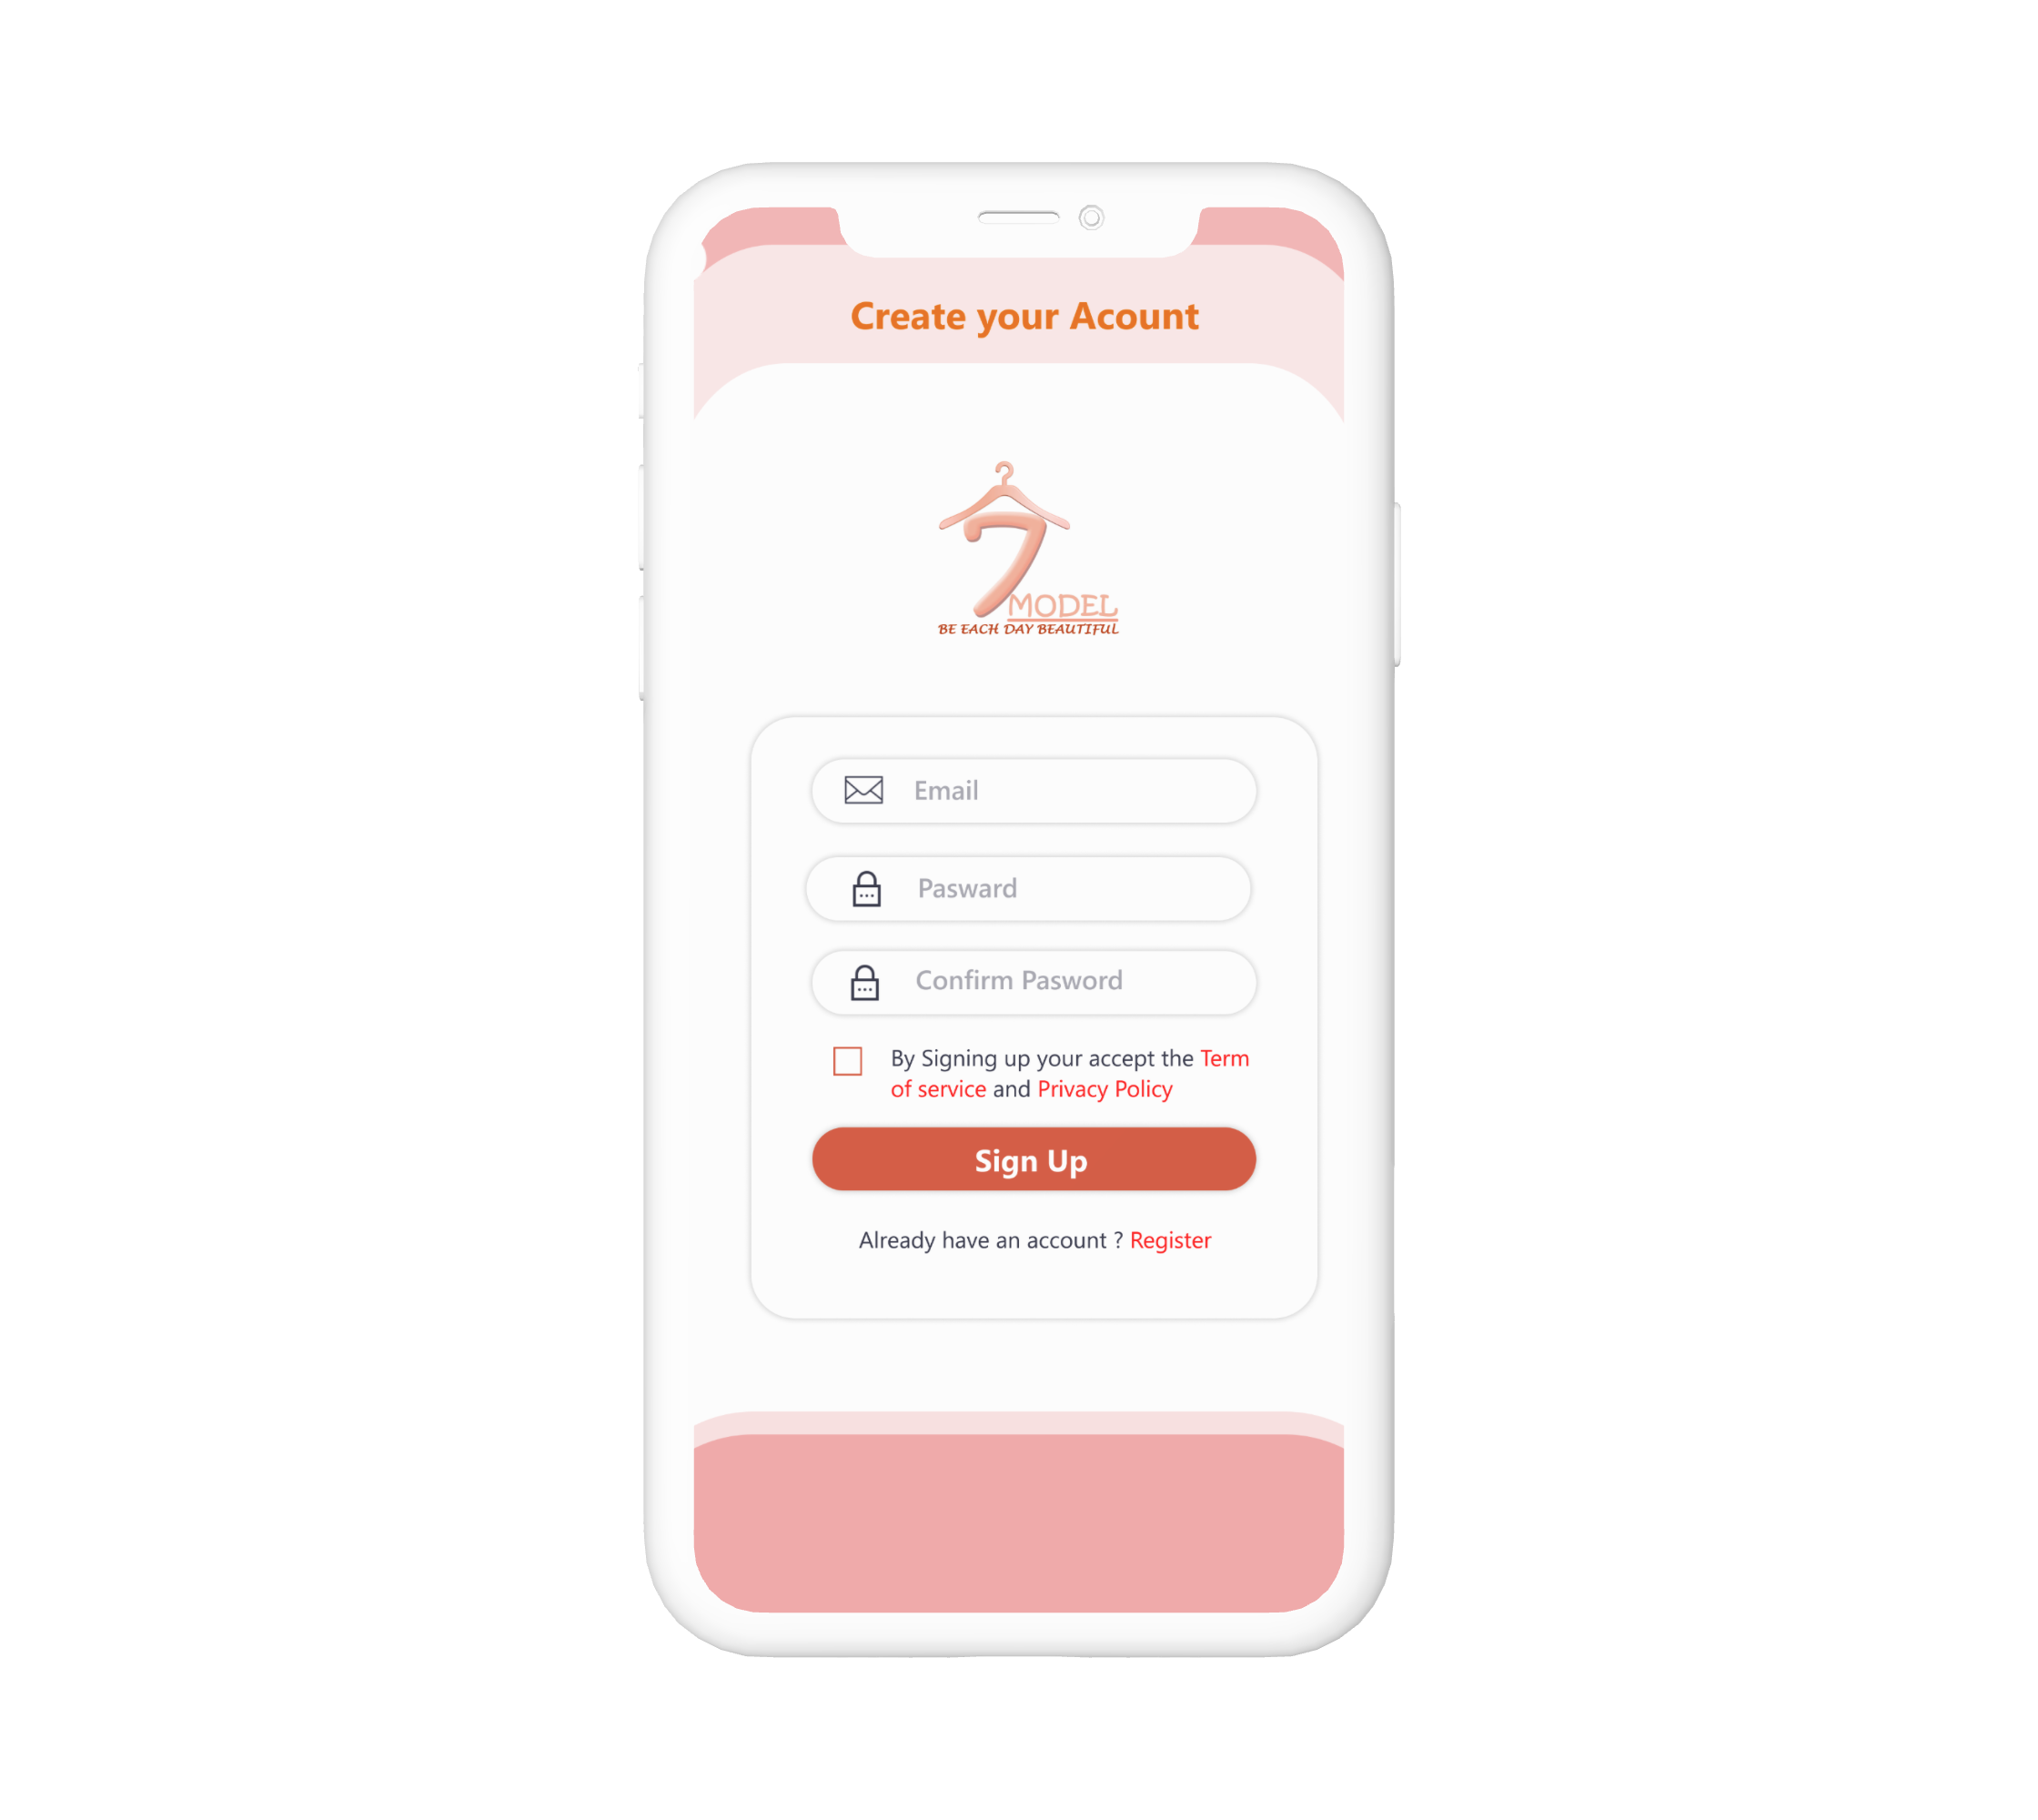 Create your Acount
7
MODEL
BE EACH DAY BEAUTIFUL
Email
Pasward
Confirm Pasword
By Signing up your accept the Term
of service and Privacy Policy
Sign Up
Already have an account ? Register